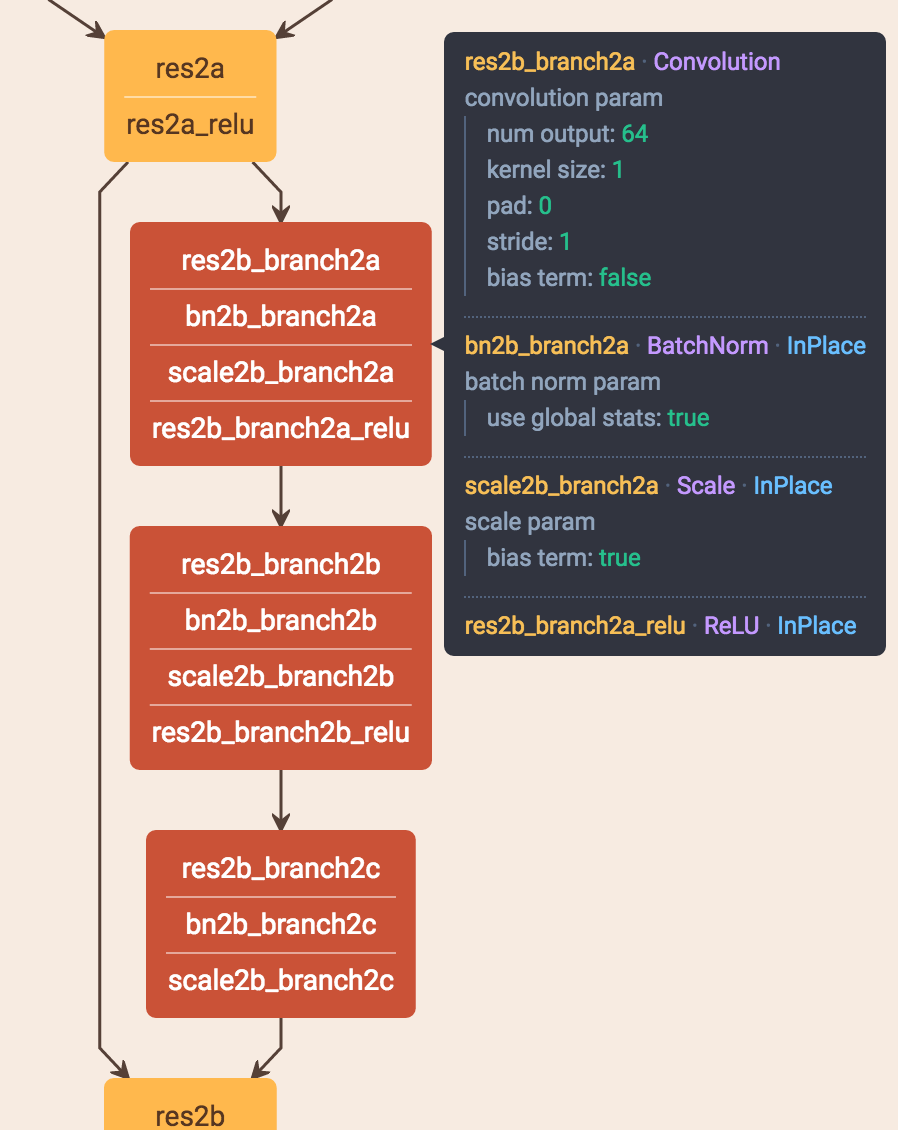 res2a
res2a_relu
res2b_branch2a
bn2b_branch2a
scale2b_branch2a
res2b_branch2a_relu
res2b_branch2b
bn2b_branch2b
scale2b_branch2b
res2b_branch2b_relu
res2b_branch2c
bn2b_branch2c
scale2b_branch2c
res2b
res2b_branch2a · Convolution
convolution param
num output: 64
kernel size: 1
pad: 0
stride: 1
bias term: false
bn2b_branch2a · BatchNorm · InPlace
batch norm param
use global stats: true
scale2b_branch2a · Scale · InPlace
scale param
bias term: true
res2b_branch2a_relu · ReLU · InPlace